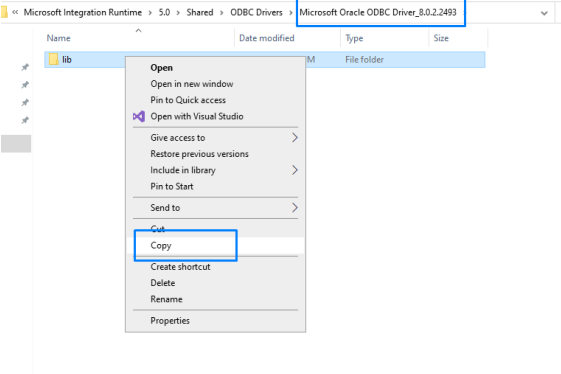 « Microsoft Integration Runtime > 5.0 > Shared > ODBC Drivers > Microsoft Oracle ODBC Driver_8.0.2.2493
Name Date modified Type Size
lib M File folder
Open
Open in new window
Pin to Quick access
Open with Visual Studio
Give access to
Restore previous versions
Include in library
Pin to Start
Send to
Cut
Copy
Create shortcut
Delete
Rename
Properties